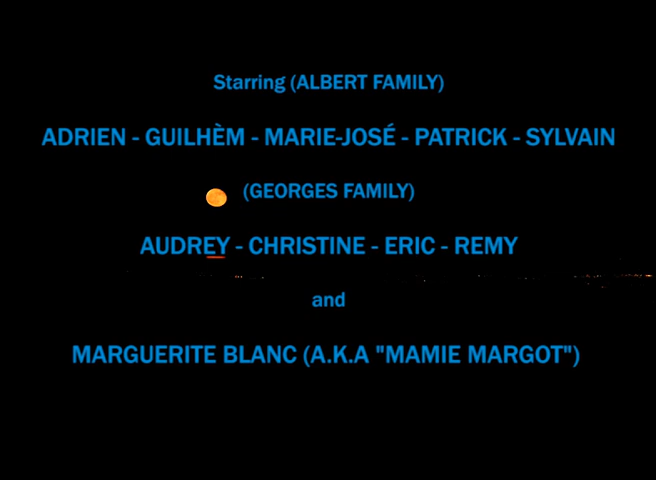 Starring (ALBERT FAMILY)
ADRIEN - GUILHÈM - MARIE-JOSÉ - PATRICK - SYLVAIN
(GEORGES FAMILY)
AUDREY - CHRISTINE - ERIC - REMY
and
MARGUERITE BLANC (A.K.A "MAMIE MARGOT")